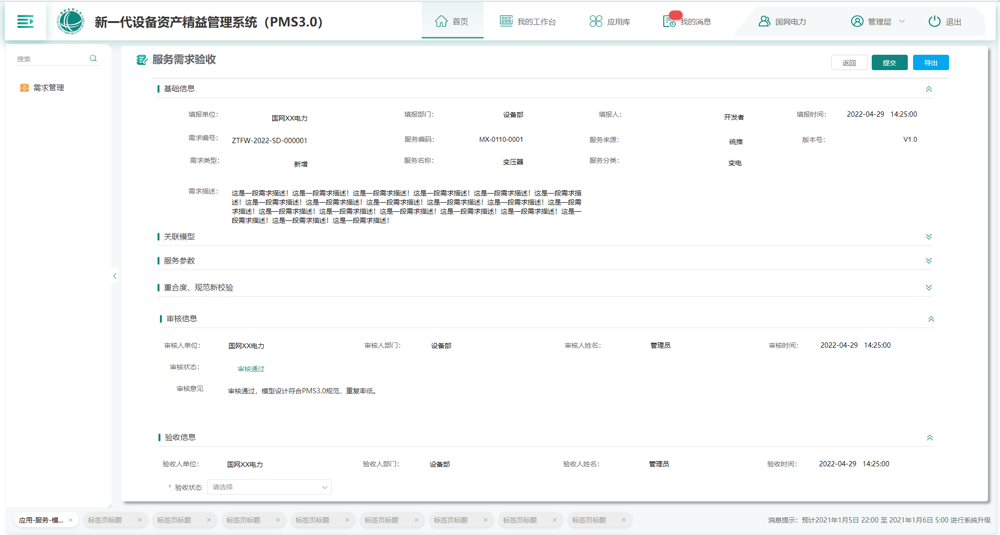 新一代设备资产精益管理系统（PMS3.0）
首页
我的工作台
应用库
我的消息
国网电力
管理层
退出
搜索
需求管理
服务需求验收
返回
提交
导出
基础信息
填报单位： 国网XX电力 填报部门： 设备部 填报人： 开发者 填报时间： 2022-04-29 14:25:00
需求编号： ZTFW-2022-SD-000001 服务编码： MX-0110-0001 服务来源： 统推 版本号： V1.0
需求类型： 新增 服务名称： 变压器 服务分类： 变电
需求描述： 这是一段需求描述！这是一段需求描述！这是一段需求描述！这是一段需求描述！这是一段需求描述！这是一段需求描
述！这是一段需求描述！这是一段需求描述！这是一段需求描述！这是一段需求描述！这是一段需求描述！这是一段需
求描述！这是一段需求描述！这是一段需求描述！这是一段需求描述！这是一段需求描述！这是一段需求描述！这是一
段需求描述！这是一段需求描述！这是一段需求描述！
关联模型
服务参数
重合度、规范新校验
审核信息
审核人单位： 国网XX电力 审核人部门： 设备部 审核人姓名： 管理员 审核时间： 2022-04-29 14:25:00
审核状态： 审核通过
审核意见 审核通过，模型设计符合PMS3.0规范，重复率低。
验收信息
验收人单位： 国网XX电力 验收人部门： 设备部 验收人姓名： 管理员 验收时间： 2022-04-29 14:25:00
* 验收状态 请选择
应用-服务-模... × 标签页标题 × 标签页标题 × 标签页标题 × 标签页标题 × 标签页标题 × 标签页标题 × 标签页标题 × 标签页标题 ×
消息提示：预计2021年1月5日 22:00 至 2021年1月6日 5:00 进行系统升级